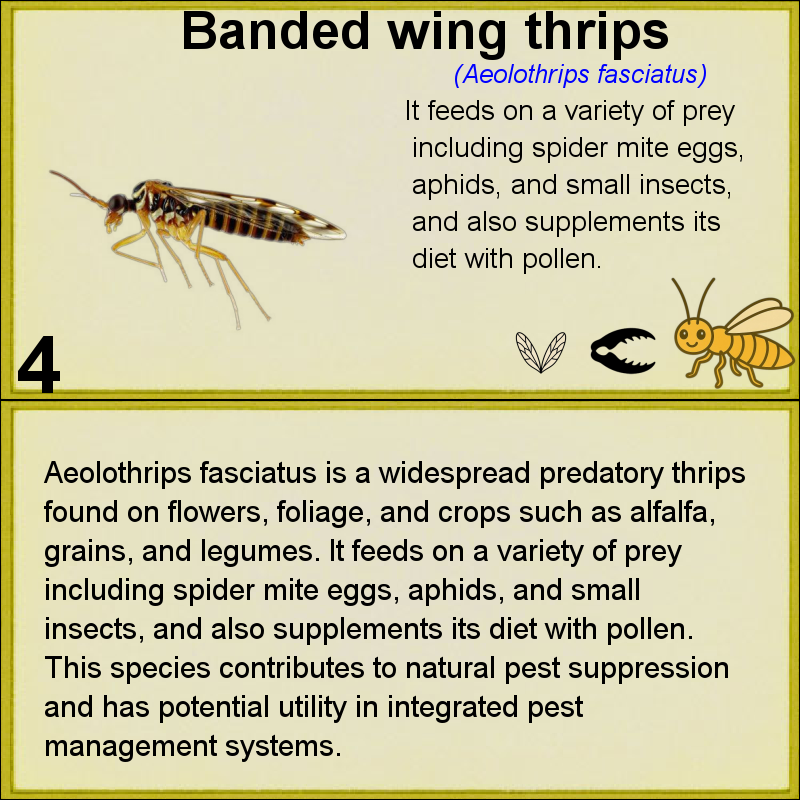 Banded wing thrips
(Aeolothrips fasciatus)
It feeds on a variety of prey
including spider mite eggs,
aphids, and small insects,
and also supplements its
diet with pollen.
4
Aeolothrips fasciatus is a widespread predatory thrips
found on flowers, foliage, and crops such as alfalfa,
grains, and legumes. It feeds on a variety of prey
including spider mite eggs, aphids, and small
insects, and also supplements its diet with pollen.
This species contributes to natural pest suppression
and has potential utility in integrated pest
management systems.